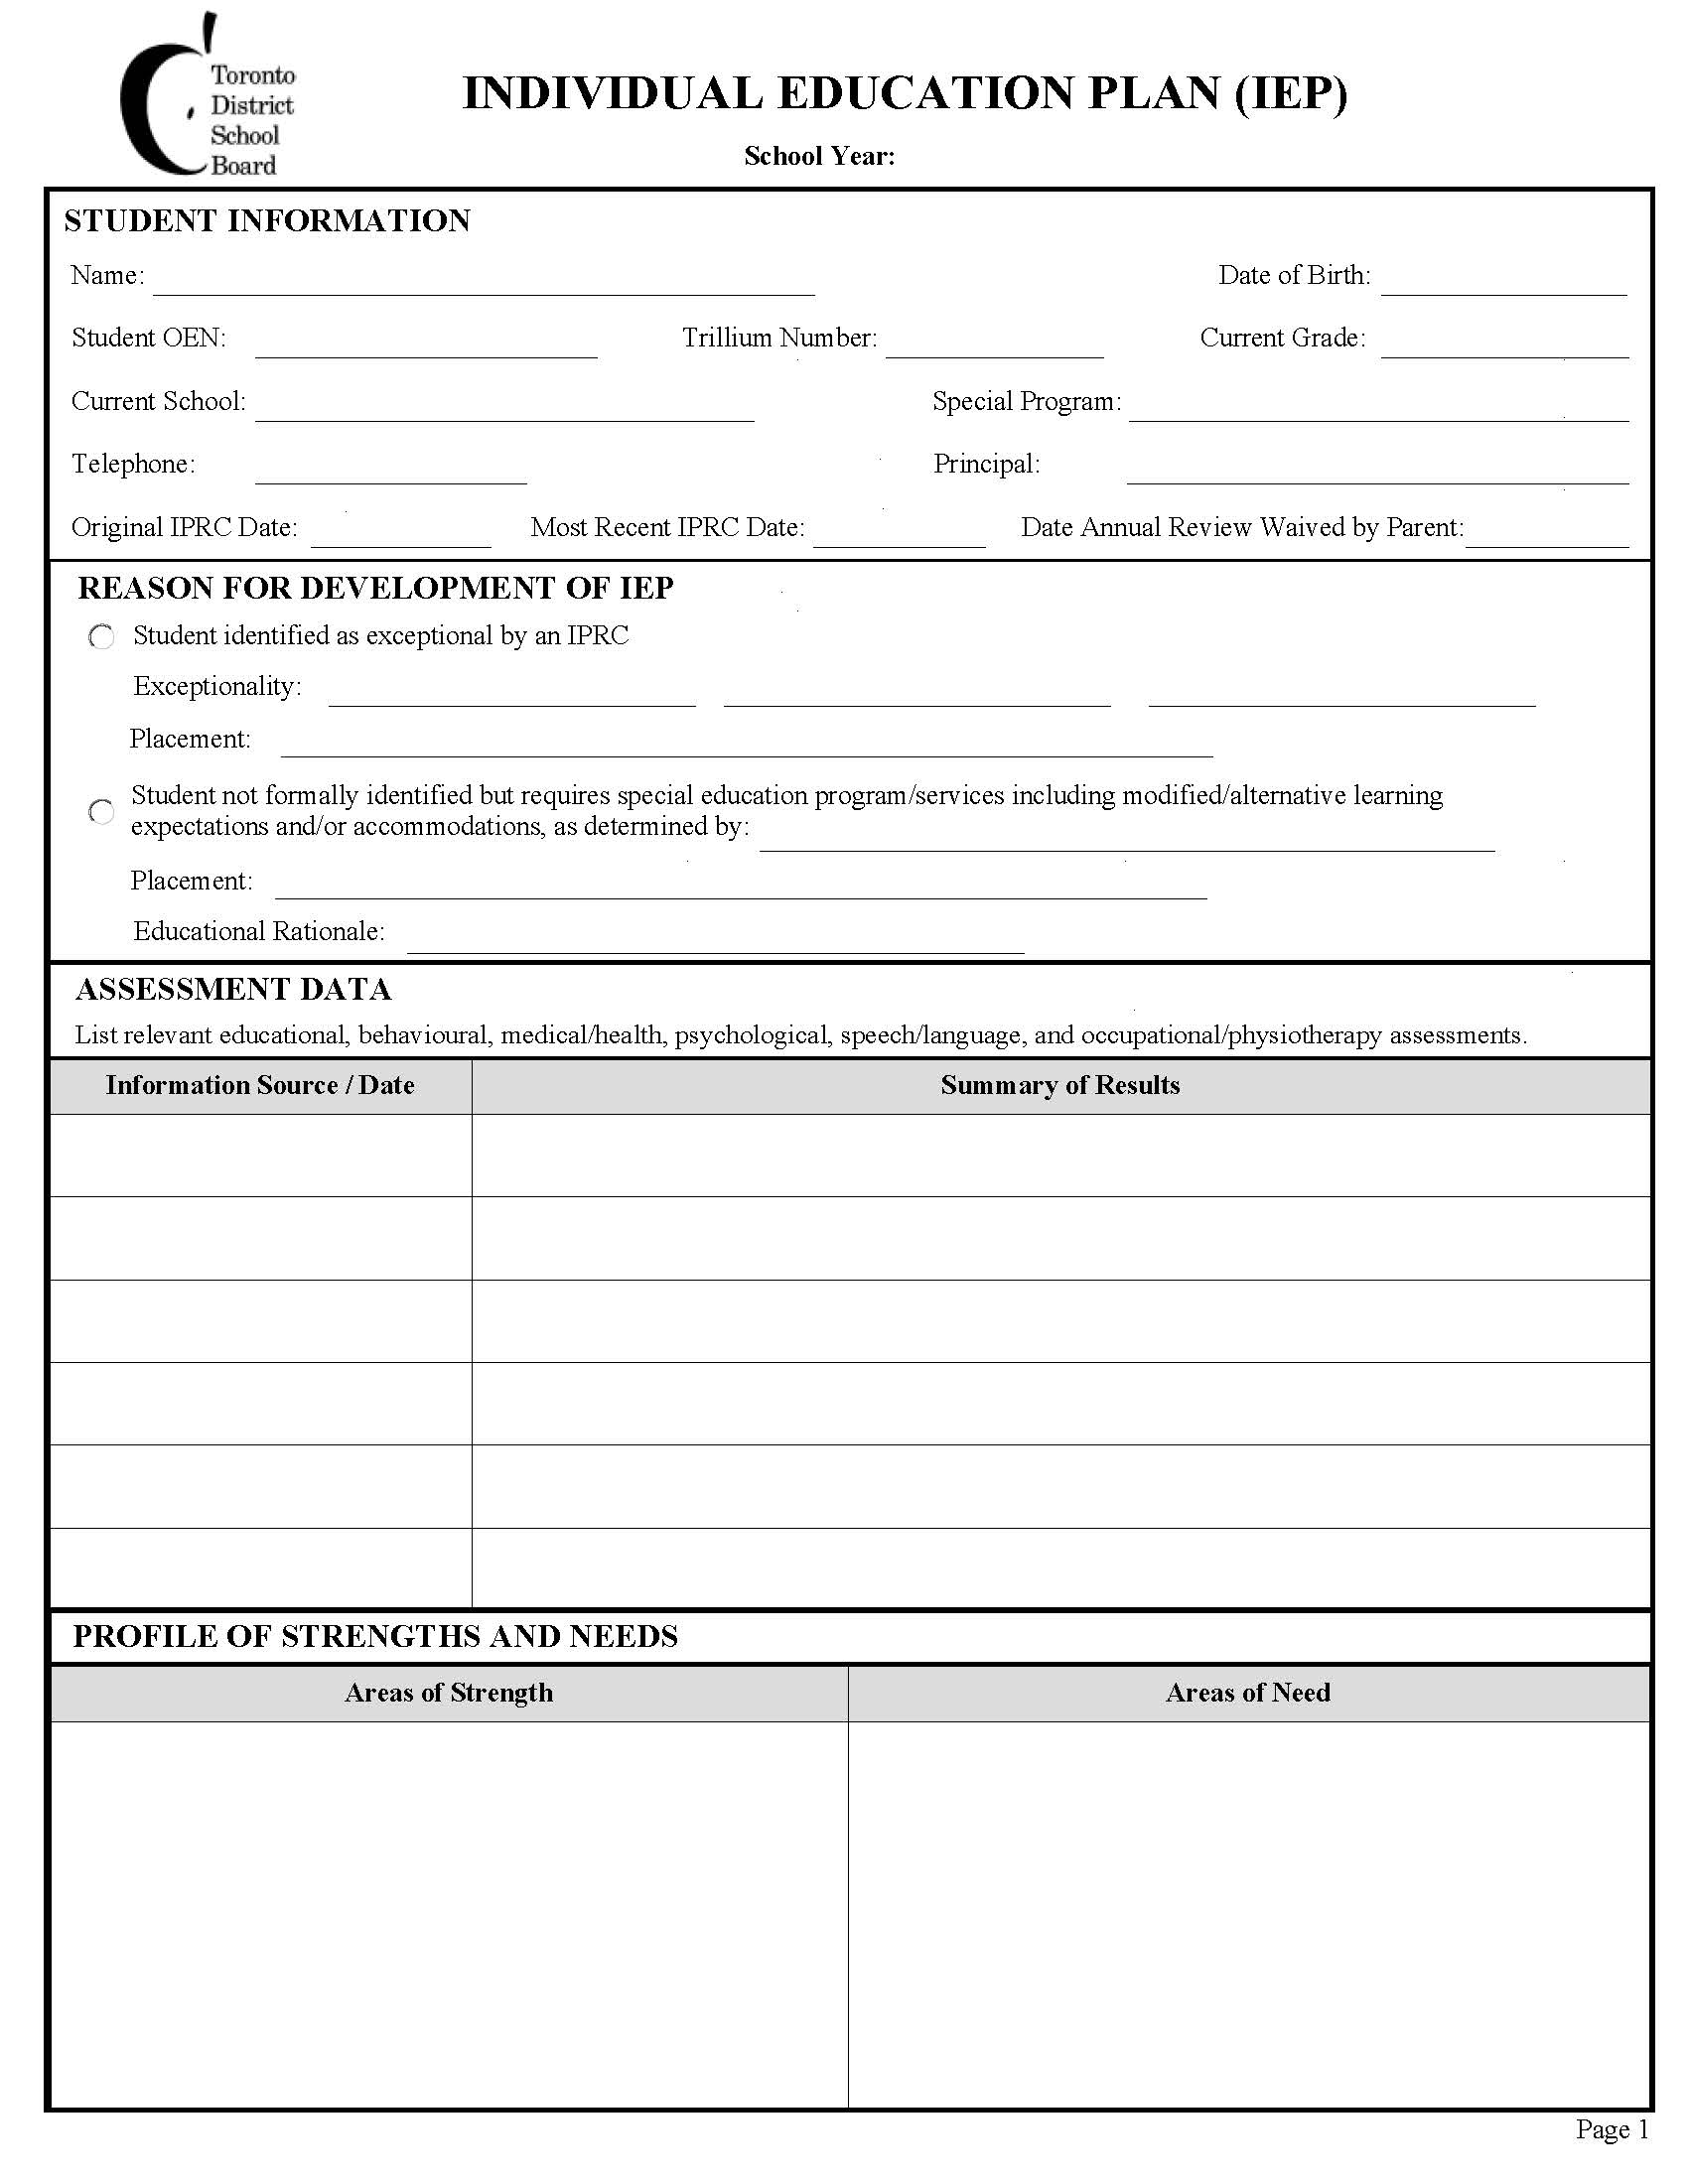 Toronto
District
School
Board
INDIVIDUAL EDUCATION PLAN (IEP)
School Year:
STUDENT INFORMATION
Name: Date of Birth:
Student OEN: Trillium Number: Current Grade:
Current School: Special Program:
Telephone: Principal:
Original IPRC Date: Most Recent IPRC Date: Date Annual Review Waived by Parent:
REASON FOR DEVELOPMENT OF IEP
Student identified as exceptional by an IPRC
Exceptionality:
Placement:
Student not formally identified but requires special education program/services including modified/alternative learning
expectations and/or accommodations, as determined by:
Placement:
Educational Rationale:
ASSESSMENT DATA
List relevant educational, behavioural, medical/health, psychological, speech/language, and occupational/physiotherapy assessments.
Information Source / Date Summary of Results
PROFILE OF STRENGTHS AND NEEDS
Areas of Strength Areas of Need
Page 1